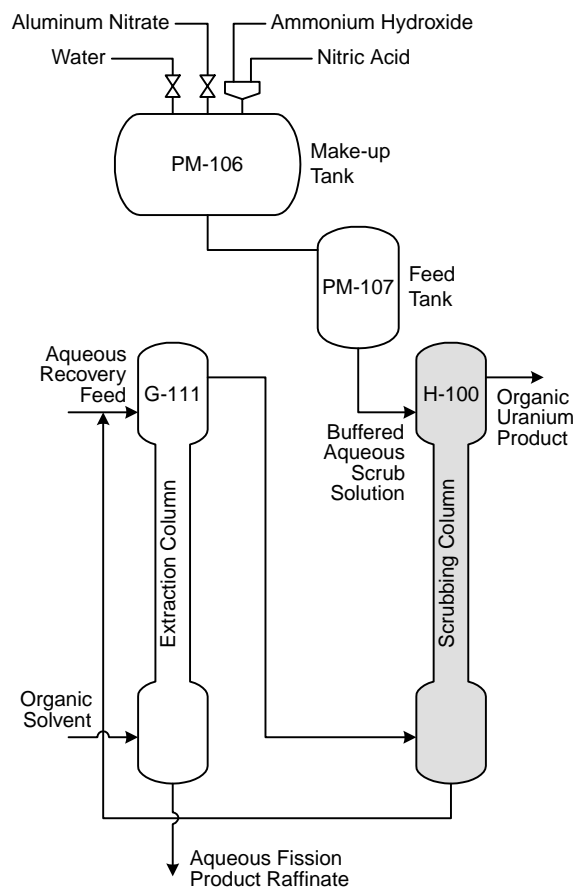 Aluminum Nitrate
Ammonium Hydroxide
Water
Nitric Acid
PM-106
Make-up
Tank
PM-107
Feed
Tank
Aqueous
Recovery
Feed
G-111
H-100
Organic
Uranium
Product
Buffered
Aqueous
Scrub
Solution
Extraction Column
Scrubbing Column
Organic
Solvent
Aqueous Fission
Product Raffinate